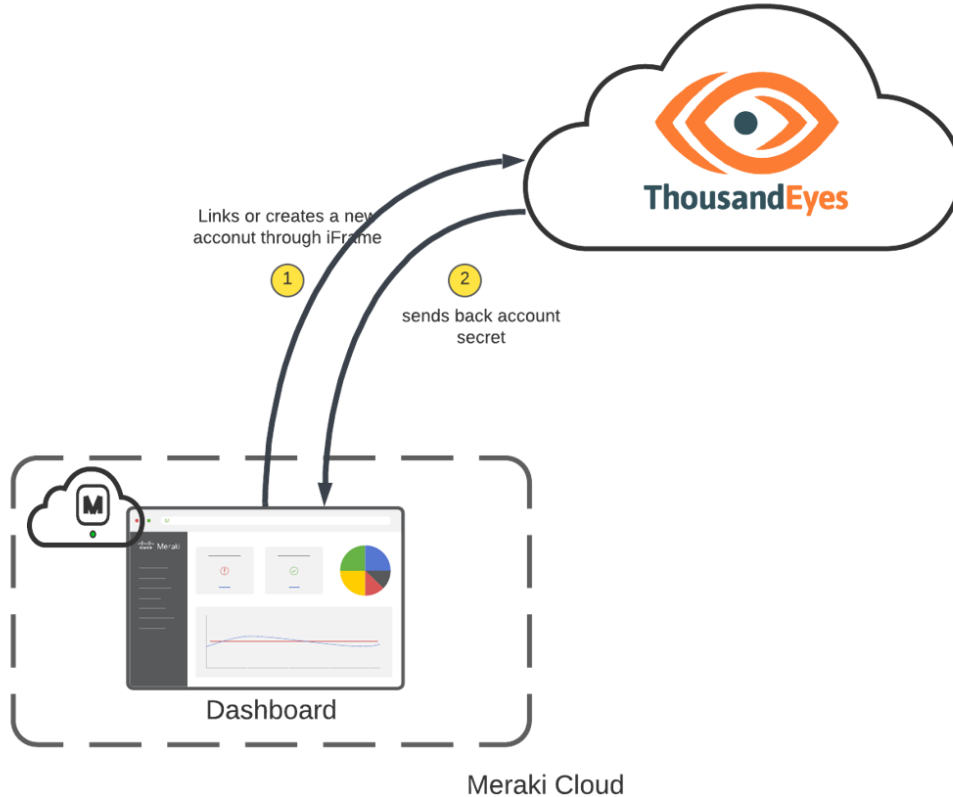 ThousandEyes
Links or creates a new
acconut through iFrame
1
2
sends back account
secret
M
M
Meraki
Dashboard
Meraki Cloud